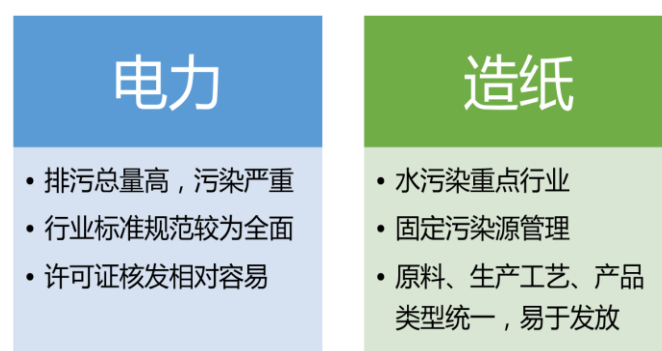 电力
• 排污总量高，污染严重
• 行业标准规范较为全面
• 许可证核发相对容易
造纸
• 水污染重点行业
• 固定污染源管理
• 原料、生产工艺、产品
类型统一，易于发放